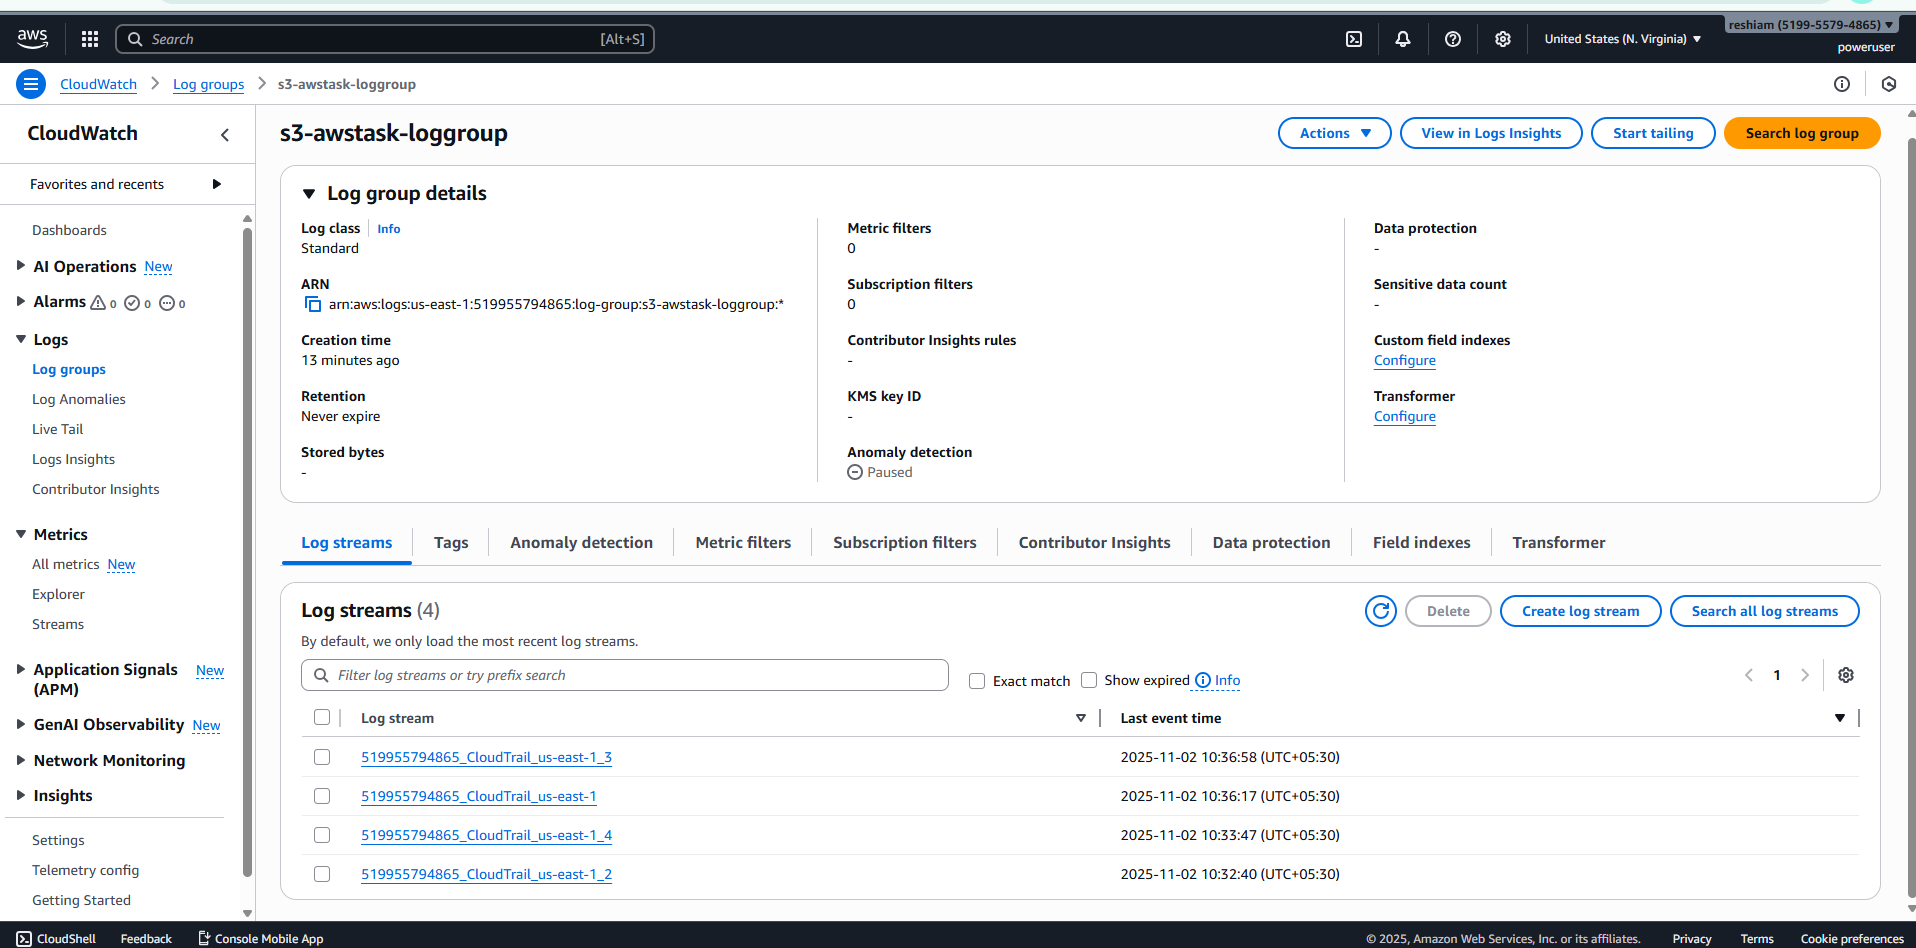 aws
Search [Alt+S]
United States (N. Virginia) ▼
reshiam (5199-5579-4865) ▼
poweruser
CloudWatch > Log groups > s3-awstask-loggroup
CloudWatch
Favorites and recents
Dashboards
AI Operations New
Alarms 0 0 0
Logs
Log groups
Log Anomalies
Live Tail
Logs Insights
Contributor Insights
Metrics
All metrics New
Explorer
Streams
Application Signals New
(APM)
GenAI Observability New
Network Monitoring
Insights
Settings
Telemetry config
Getting Started
s3-awstask-loggroup
Actions ▼ View in Logs Insights Start tailing Search log group
Log group details
Log class Info
Standard
ARN
arn:aws:logs:us-east-1:519955794865:log-group:s3-awstask-loggroup:*
Creation time
13 minutes ago
Retention
Never expire
Stored bytes
-
Metric filters
0
Subscription filters
0
Contributor Insights rules
-
KMS key ID
-
Anomaly detection
Paused
Data protection
-
Sensitive data count
-
Custom field indexes
Configure
Transformer
Configure
Log streams Tags Anomaly detection Metric filters Subscription filters Contributor Insights Data protection Field indexes Transformer
Log streams (4)
Delete Create log stream Search all log streams
By default, we only load the most recent log streams.
Filter log streams or try prefix search
Exact match Show expired Info
1
Log stream Last event time
519955794865_CloudTrail_us-east-1_3 2025-11-02 10:36:58 (UTC+05:30)
519955794865_CloudTrail_us-east-1 2025-11-02 10:36:17 (UTC+05:30)
519955794865_CloudTrail_us-east-1_4 2025-11-02 10:33:47 (UTC+05:30)
519955794865_CloudTrail_us-east-1_2 2025-11-02 10:32:40 (UTC+05:30)
CloudShell Feedback Console Mobile App © 2025, Amazon Web Services, Inc. or its affiliates. Privacy Terms Cookie preferences